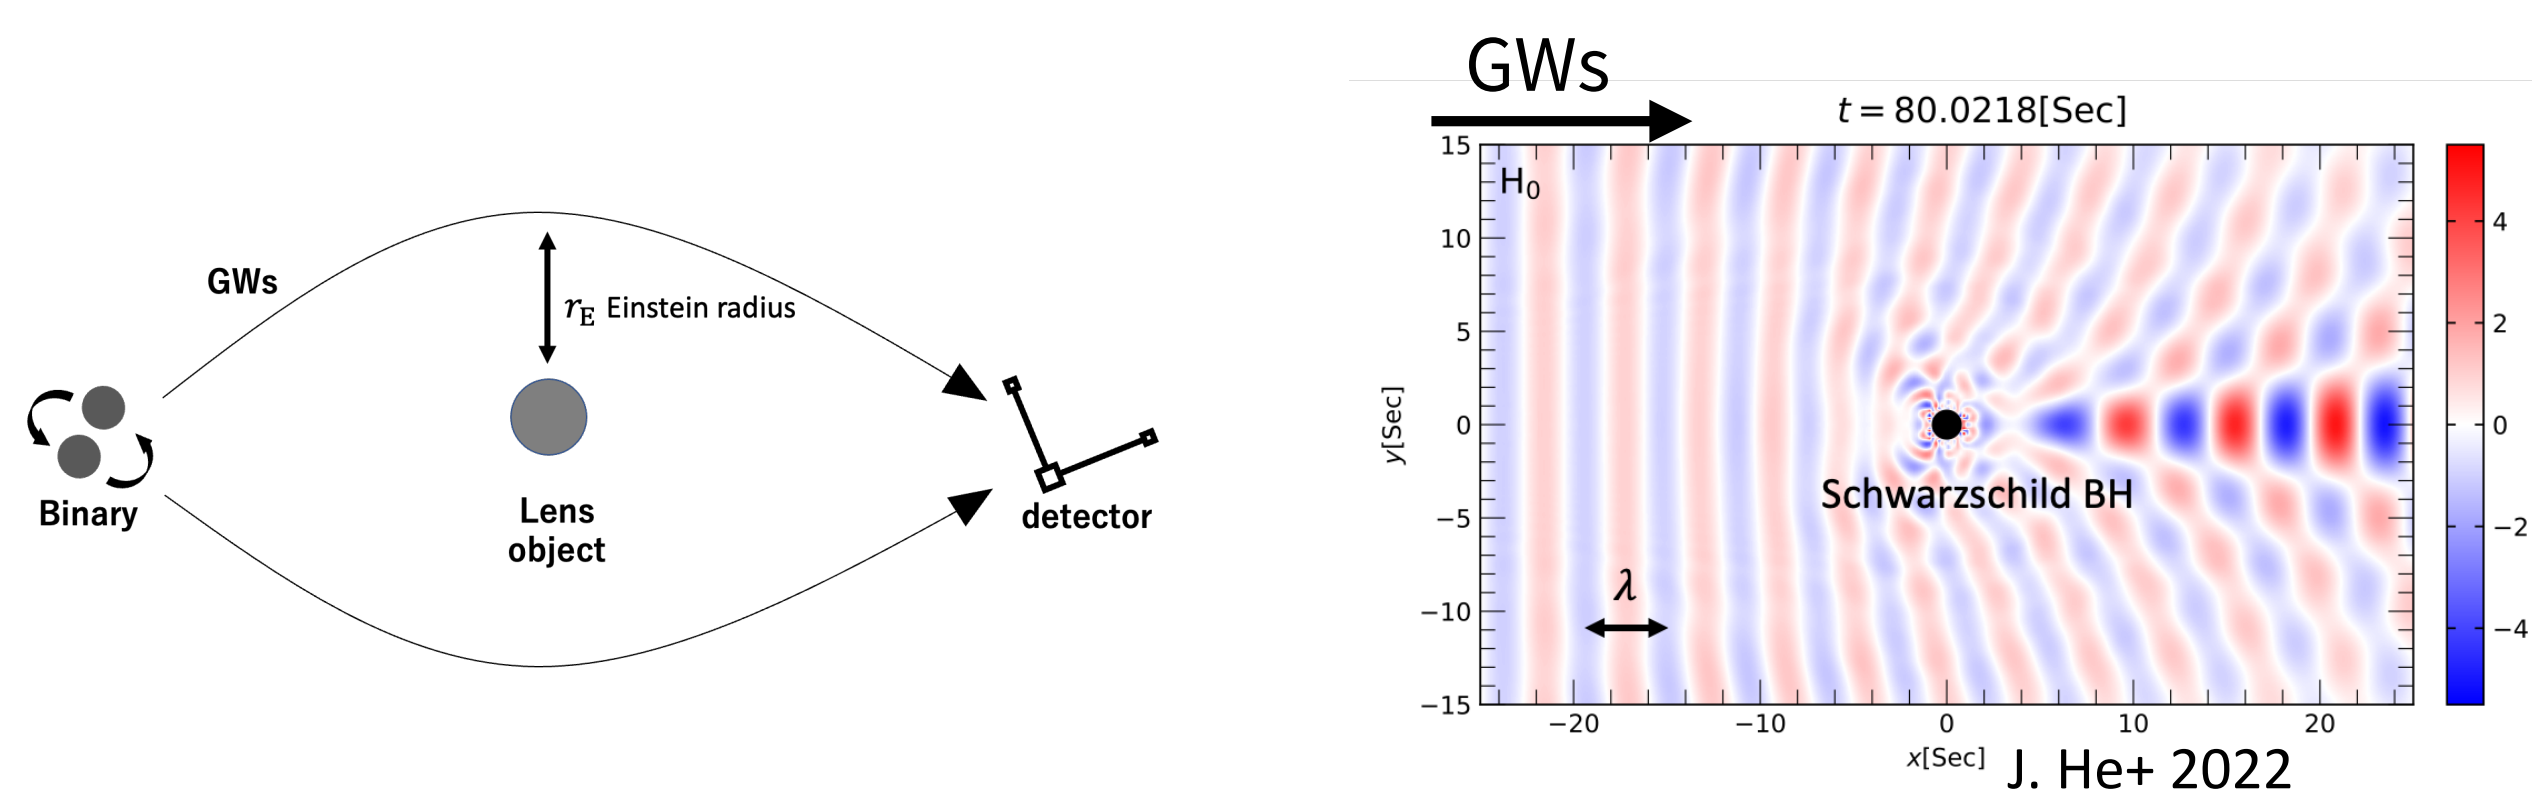 GWs
r_E Einstein radius
Binary
Lens
object
detector
GWs
t = 80.0218[Sec]
H₀
15
10
5
0
−5
−10
−15
y[Sec]
Schwarzschild BH
λ
−20
−10
0
10
20
x[Sec]
4
2
0
−2
−4
J. He+ 2022